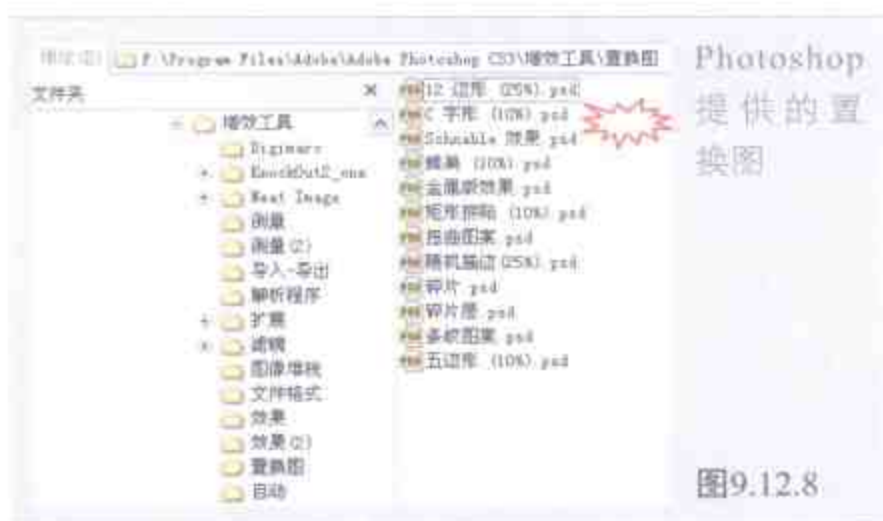 地址(D) F:\Program Files\Adobe\Adobe Photoshop CS3\增效工具\置换图
文件夹
增效工具
Digimarc
KnockOut2_one
Neat Image
测量
测量(2)
导入-导出
解析程序
扩展
滤镜
图像堆栈
文件格式
效果
效果(2)
置换图
自动
12 边形 (25%).psd
C 字形 (10%).psd
Schnable 效果.psd
蜂巢 (10%).psd
金属版效果.psd
矩形拼贴 (10%).psd
扭曲图案.psd
随机描边(25%).psd
碎片.psd
碎片层.psd
条纹图案.psd
五边形 (10%).psd
Photoshop
提供的置
换图
图9.12.8